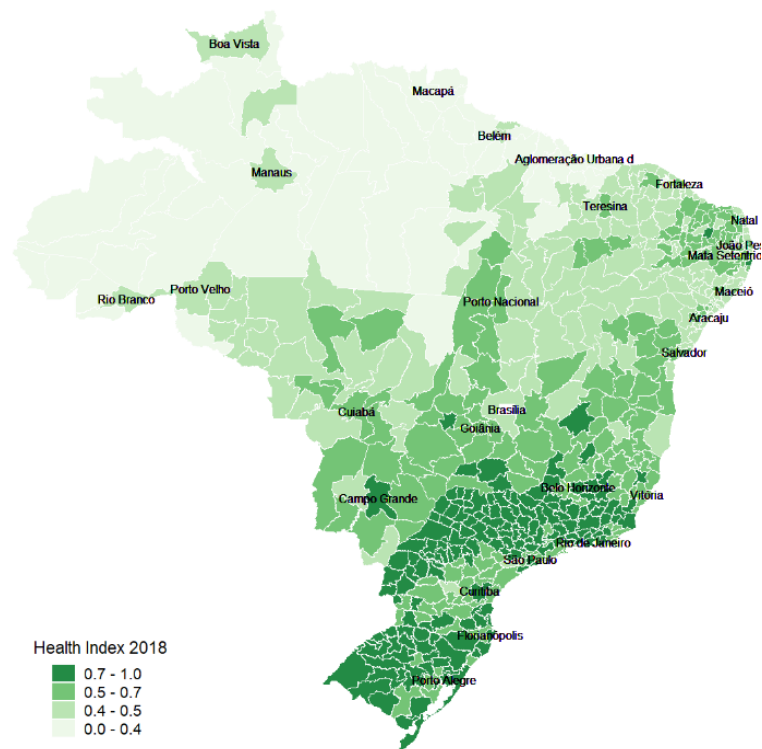 Boa Vista
Macapá
Belém
Aglomeração Urbana d
Manaus
Fortaleza
Teresina
Natal
João Pes
Mata Setentrio
Porto Velho
Rio Branco
Maceió
Porto Nacional
Aracaju
Salvador
Cuiabá
Brasília
Goiânia
Belo Horizonte
Campo Grande
Vitória
Rio de Janeiro
São Paulo
Curitiba
Florianópolis
Porto Alegre
Health Index 2018
0.7 - 1.0
0.5 - 0.7
0.4 - 0.5
0.0 - 0.4